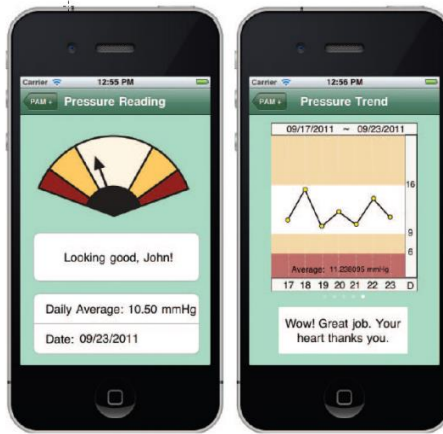 Carrier
12:55 PM
PAM +
Pressure Reading
Looking good, John!
Daily Average: 10.50 mmHg
Date: 09/23/2011
Carrier
12:56 PM
PAM +
Pressure Trend
09/17/2011 ~ 09/23/2011
16
9
6
Average: 11.238095 mmHg
17 18 19 20 21 22 23 D
Wow! Great job. Your
heart thanks you.